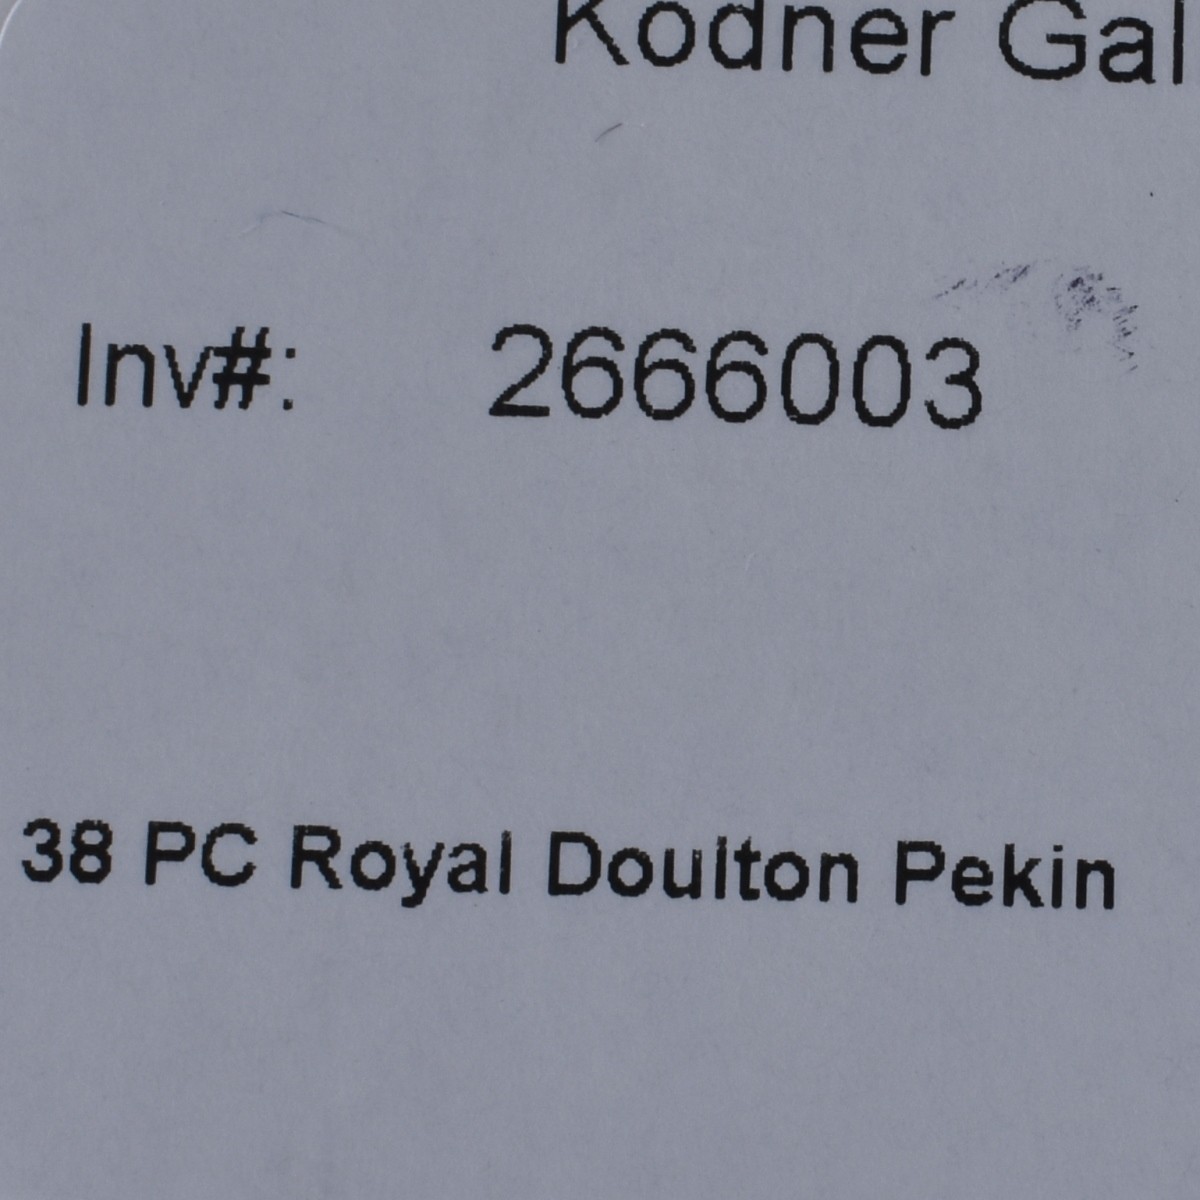 Kodner Gal
Inv#: 2666003
38 PC Royal Doulton Pekin